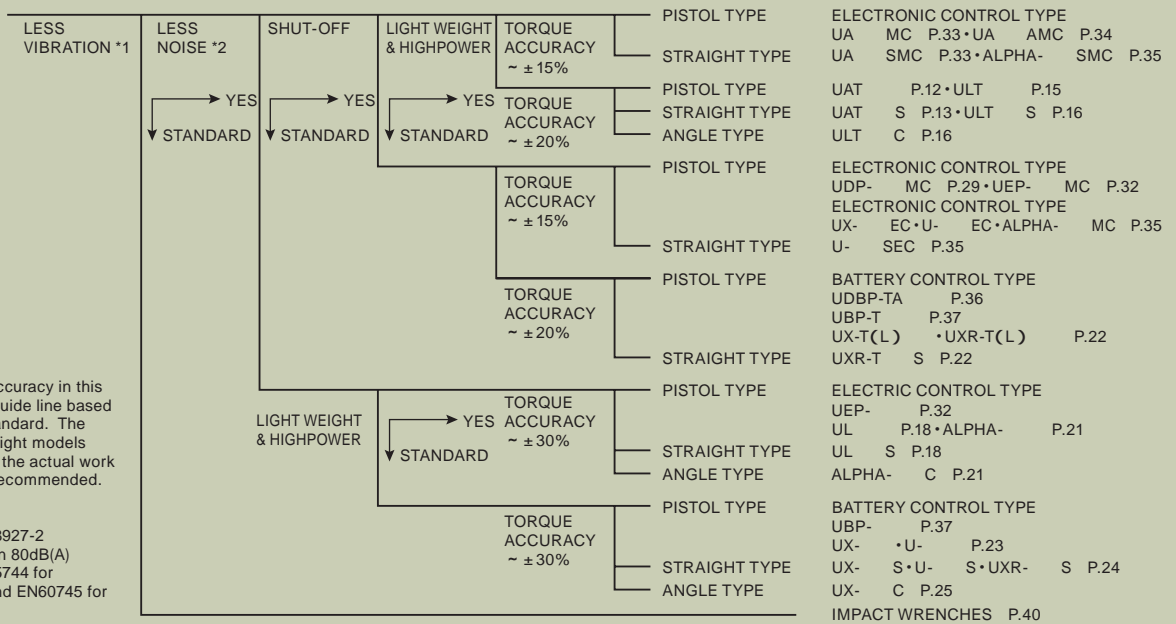 LESS VIBRATION *1
LESS NOISE *2
SHUT-OFF
LIGHT WEIGHT & HIGHPOWER
TORQUE ACCURACY ~ ±15%
PISTOL TYPE
ELECTRONIC CONTROL TYPE
UA MC P.33・UA AMC P.34
STRAIGHT TYPE
UA SMC P.33・ALPHA- SMC P.35
YES
STANDARD
YES
STANDARD
YES
STANDARD
TORQUE ACCURACY ~ ±20%
PISTOL TYPE
UAT P.12・ULT P.15
STRAIGHT TYPE
UAT S P.13・ULT S P.16
ANGLE TYPE
ULT C P.16
TORQUE ACCURACY ~ ±15%
PISTOL TYPE
ELECTRONIC CONTROL TYPE
UDP- MC P.29・UEP- MC P.32
ELECTRONIC CONTROL TYPE
UX- EC・U- EC・ALPHA- MC P.35
STRAIGHT TYPE
U- SEC P.35
TORQUE ACCURACY ~ ±20%
PISTOL TYPE
BATTERY CONTROL TYPE
UDBP-TA P.36
UBP-T P.37
UX-T(L) ・UXR-T(L) P.22
STRAIGHT TYPE
UXR-T S P.22
LIGHT WEIGHT & HIGHPOWER
YES
STANDARD
TORQUE ACCURACY ~ ±30%
PISTOL TYPE
ELECTRIC CONTROL TYPE
UEP- P.32
UL P.18・ALPHA- P.21
STRAIGHT TYPE
UL S P.18
ANGLE TYPE
ALPHA- C P.21
TORQUE ACCURACY ~ ±30%
PISTOL TYPE
BATTERY CONTROL TYPE
UBP- P.37
UX- ・U- P.23
STRAIGHT TYPE
UX- S・U- S・UXR- S P.24
ANGLE TYPE
UX- C P.25
IMPACT WRENCHES P.40
ccuracy in this
uide line based
andard. The
ight models
the actual work
ecommended.
8927-2
n 80dB(A)
5744 for
nd EN60745 for